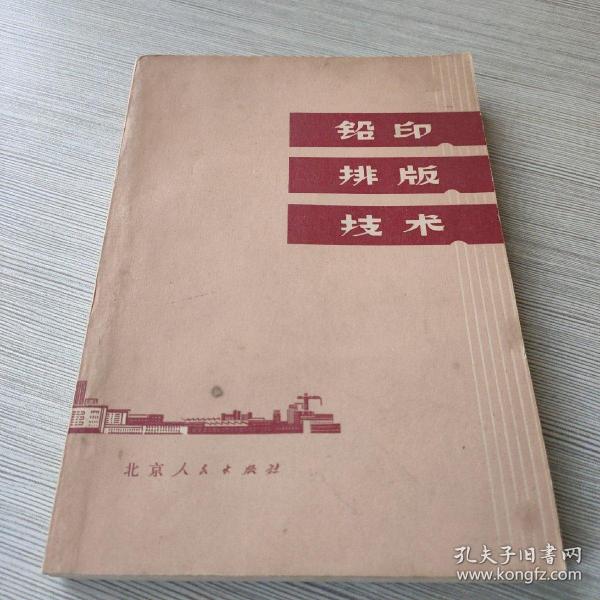 铅印
排版
技术
北京人民出版社
孔夫子旧书网
www.kongfz.com